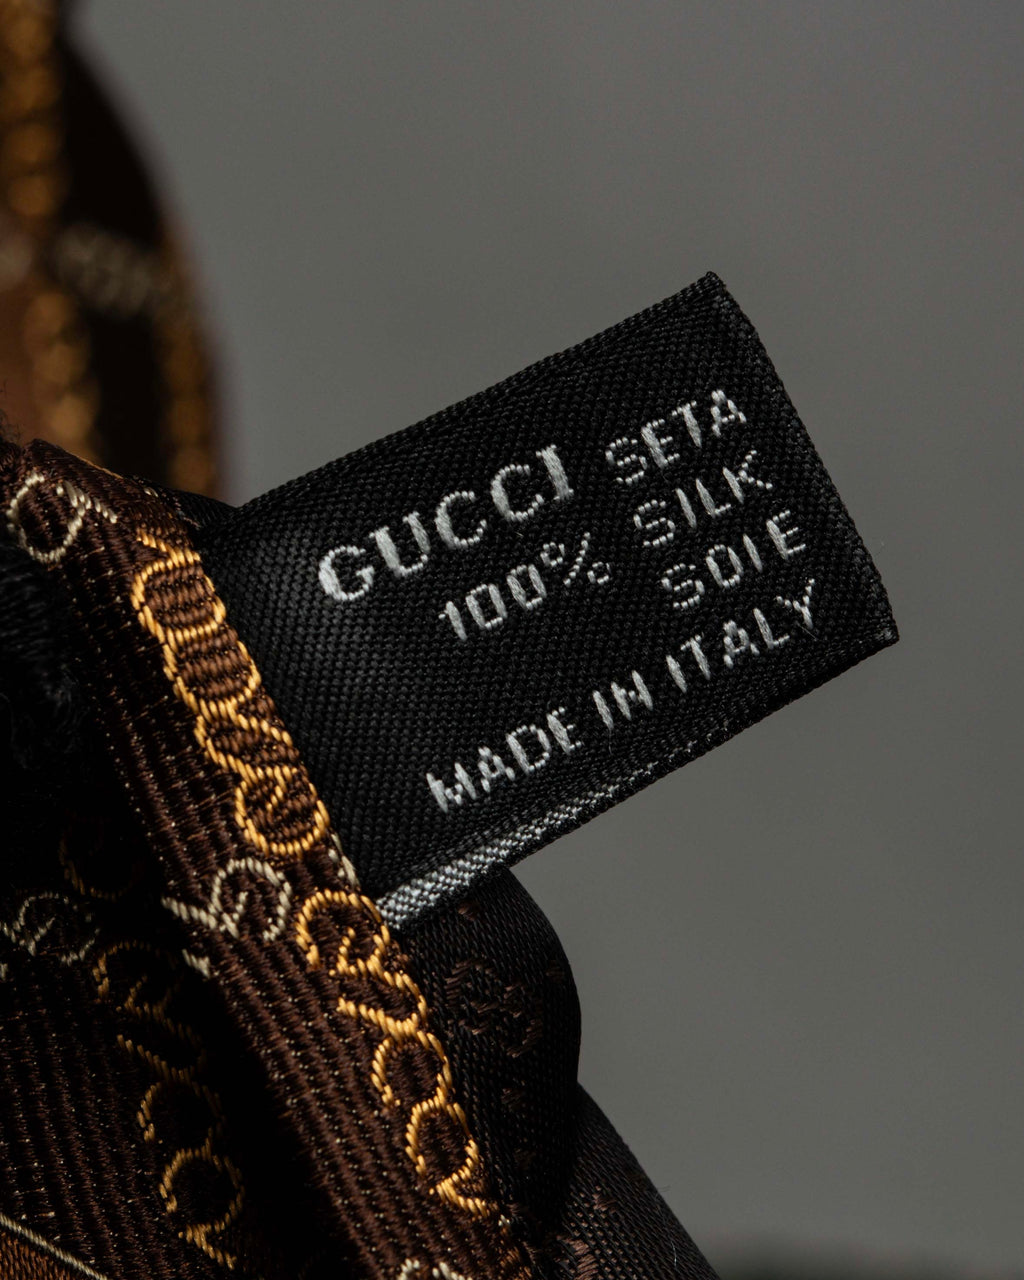 GUCCI SETA
100% SILK
SOIE
MADE IN ITALY